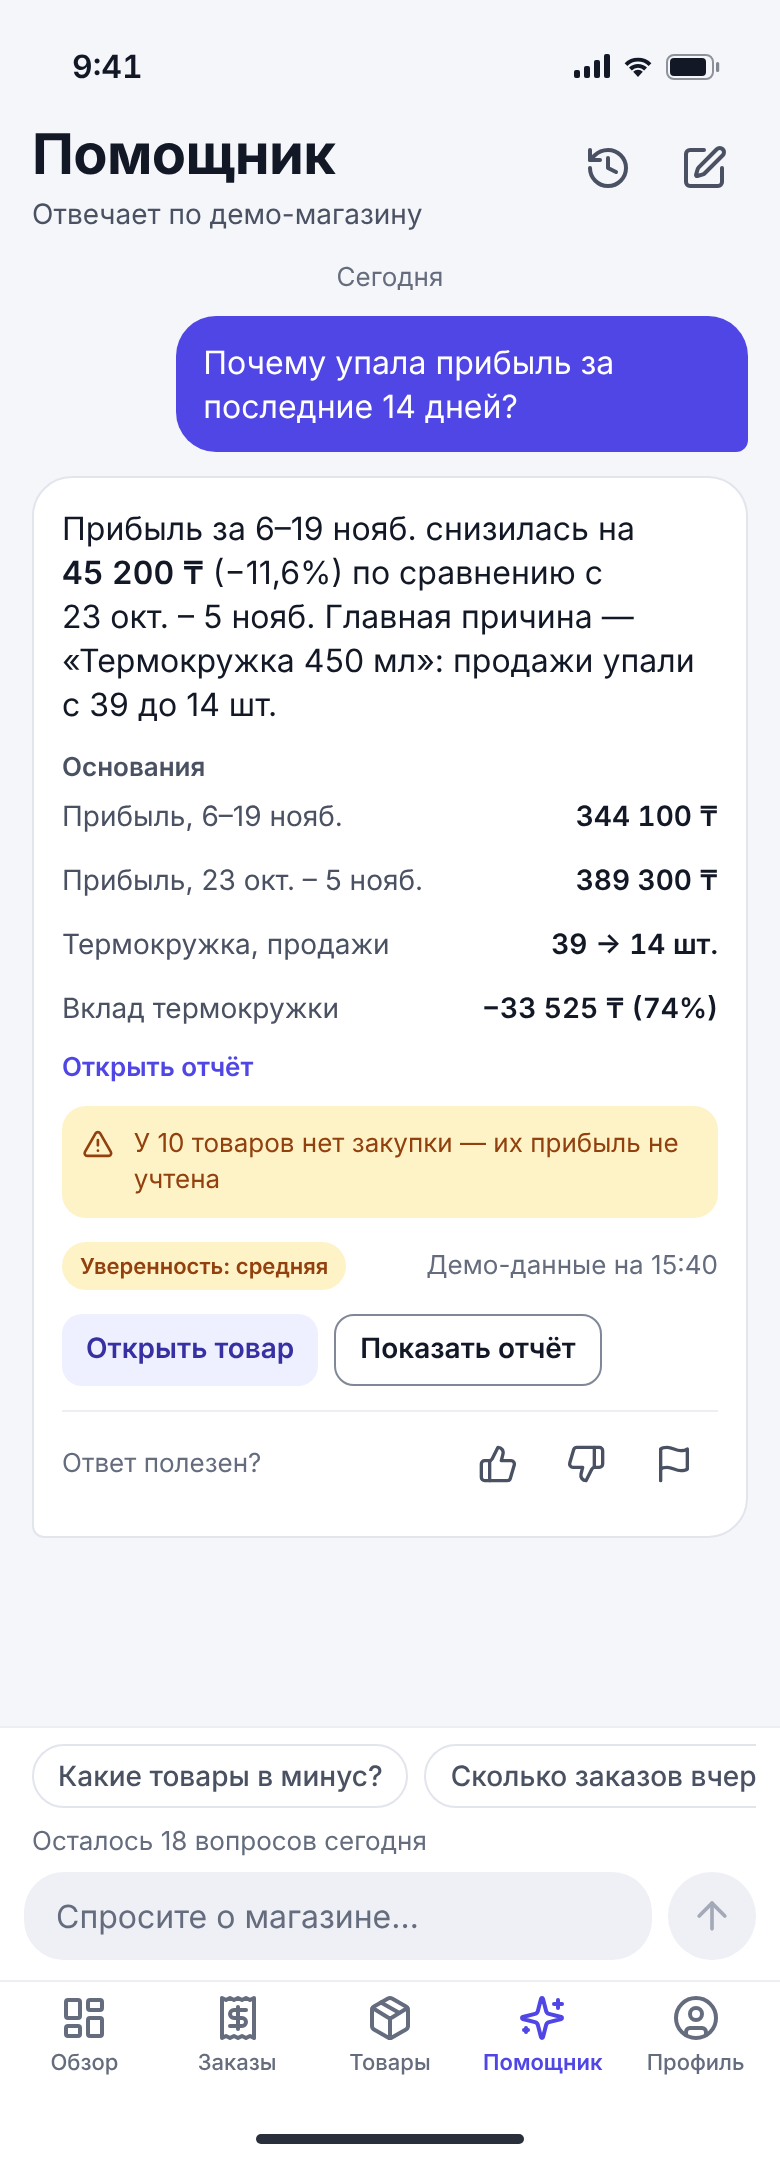 9:41
Помощник
Отвечает по демо-магазину
Сегодня
Почему упала прибыль за
последние 14 дней?
Прибыль за 6–19 нояб. снизилась на
45 200 ₸ (−11,6%) по сравнению с
23 окт. – 5 нояб. Главная причина —
«Термокружка 450 мл»: продажи упали
с 39 до 14 шт.
Основания
Прибыль, 6–19 нояб. 344 100 ₸
Прибыль, 23 окт. – 5 нояб. 389 300 ₸
Термокружка, продажи 39 → 14 шт.
Вклад термокружки −33 525 ₸ (74%)
Открыть отчёт
У 10 товаров нет закупки — их прибыль не
учтена
Уверенность: средняя Демо-данные на 15:40
Открыть товар Показать отчёт
Ответ полезен?
Какие товары в минус? Сколько заказов вчер
Осталось 18 вопросов сегодня
Спросите о магазине...
Обзор Заказы Товары Помощник Профиль